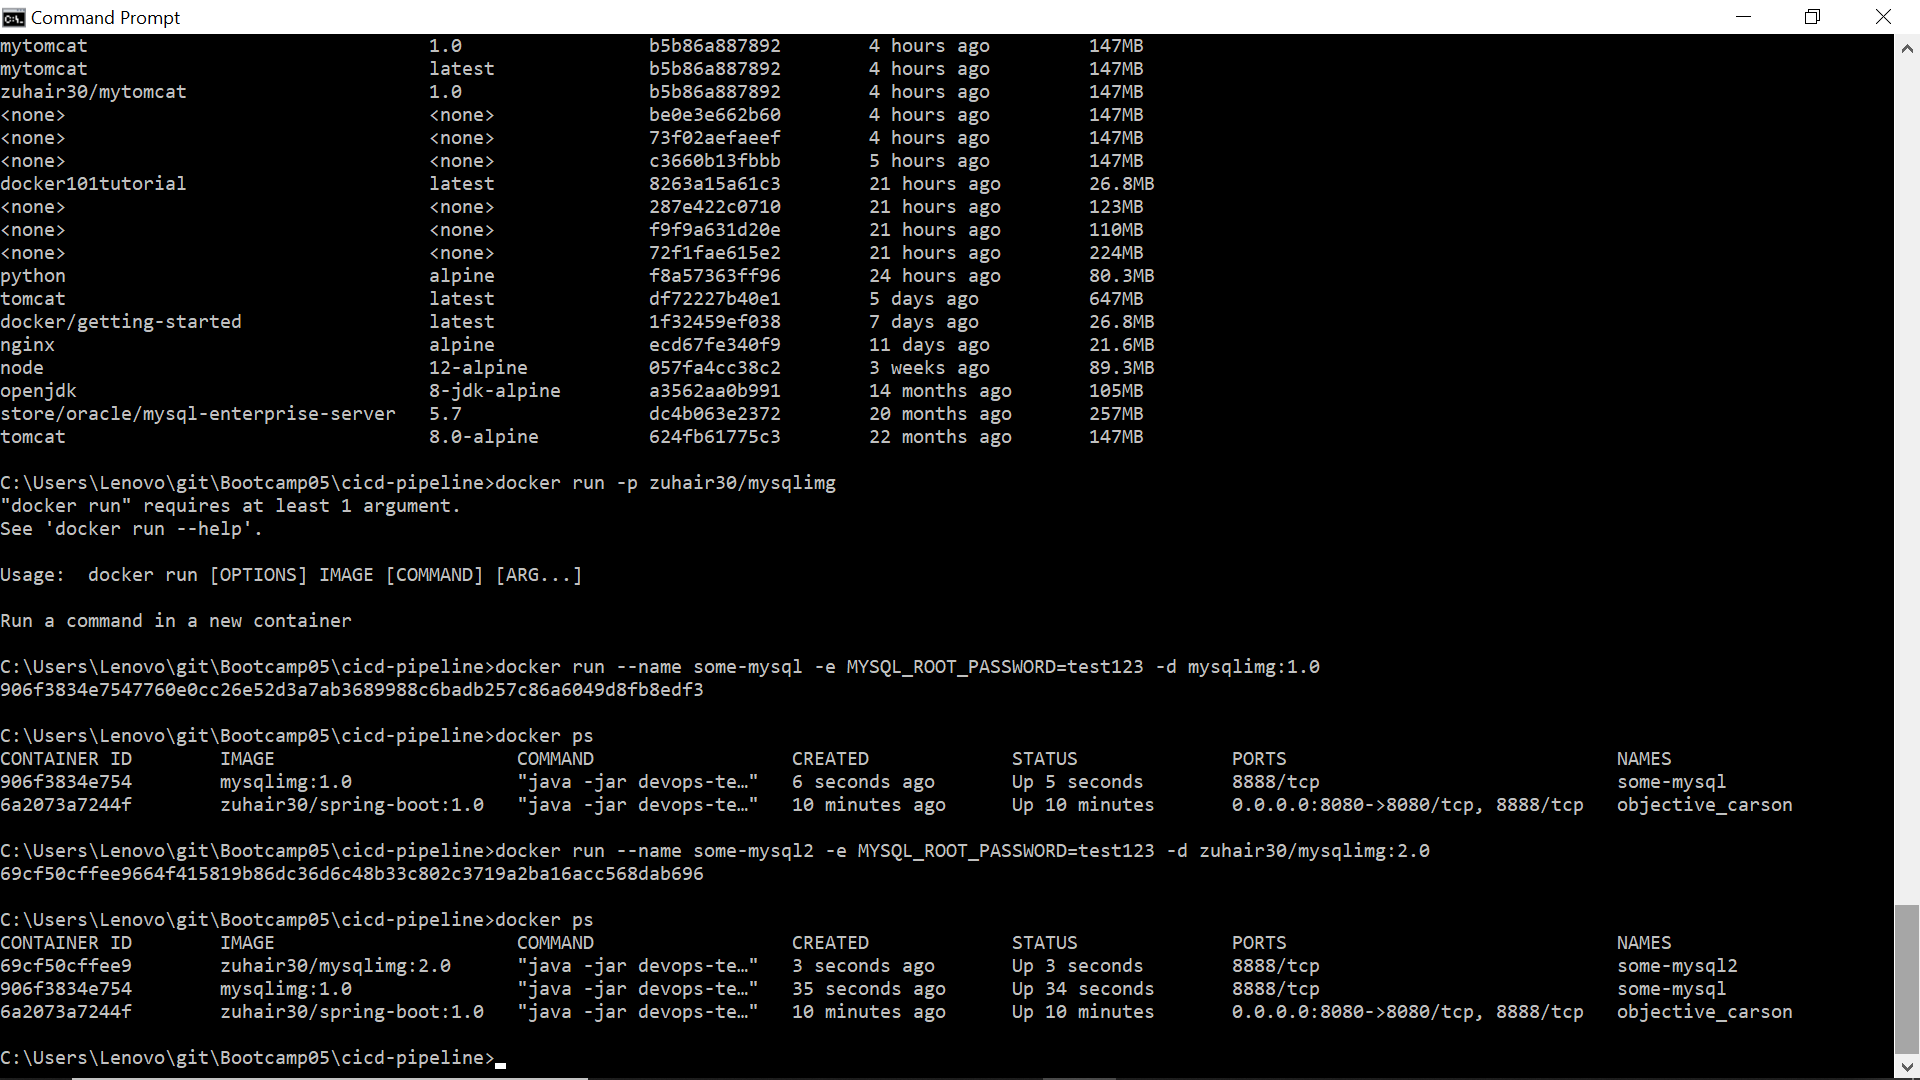 Command Prompt
mytomcat 1.0 b5b86a887892 4 hours ago 147MB
mytomcat latest b5b86a887892 4 hours ago 147MB
zuhair30/mytomcat 1.0 b5b86a887892 4 hours ago 147MB
<none> <none> be0e3e662b60 4 hours ago 147MB
<none> <none> 73f02aefaeef 4 hours ago 147MB
<none> <none> c3660b13fbbb 5 hours ago 147MB
docker101tutorial latest 8263a15a61c3 21 hours ago 26.8MB
<none> <none> 287e422c0710 21 hours ago 123MB
<none> <none> f9f9a631d20e 21 hours ago 110MB
<none> <none> 72f1fae615e2 21 hours ago 224MB
python alpine f8a57363ff96 24 hours ago 80.3MB
tomcat latest df72227b40e1 5 days ago 647MB
docker/getting-started latest 1f32459ef038 7 days ago 26.8MB
nginx alpine ecd67fe340f9 11 days ago 21.6MB
node 12-alpine 057fa4cc38c2 3 weeks ago 89.3MB
openjdk 8-jdk-alpine a3562aa0b991 14 months ago 105MB
store/oracle/mysql-enterprise-server 5.7 dc4b063e2372 20 months ago 257MB
tomcat 8.0-alpine 624fb61775c3 22 months ago 147MB
C:\Users\Lenovo\git\Bootcamp05\cicd-pipeline>docker run -p zuhair30/mysqlimg
"docker run" requires at least 1 argument.
See 'docker run --help'.
Usage:  docker run [OPTIONS] IMAGE [COMMAND] [ARG...]
Run a command in a new container
C:\Users\Lenovo\git\Bootcamp05\cicd-pipeline>docker run --name some-mysql -e MYSQL_ROOT_PASSWORD=test123 -d mysqlimg:1.0
906f3834e7547760e0cc26e52d3a7ab3689988c6badb257c86a6049d8fb8edf3
C:\Users\Lenovo\git\Bootcamp05\cicd-pipeline>docker ps
CONTAINER ID IMAGE COMMAND CREATED STATUS PORTS NAMES
906f3834e754 mysqlimg:1.0 "java -jar devops-te…" 6 seconds ago Up 5 seconds 8888/tcp some-mysql
6a2073a7244f zuhair30/spring-boot:1.0 "java -jar devops-te…" 10 minutes ago Up 10 minutes 0.0.0.0:8080->8080/tcp, 8888/tcp objective_carson
C:\Users\Lenovo\git\Bootcamp05\cicd-pipeline>docker run --name some-mysql2 -e MYSQL_ROOT_PASSWORD=test123 -d zuhair30/mysqlimg:2.0
69cf50cffee9664f415819b86dc36d6c48b33c802c3719a2ba16acc568dab696
C:\Users\Lenovo\git\Bootcamp05\cicd-pipeline>docker ps
CONTAINER ID IMAGE COMMAND CREATED STATUS PORTS NAMES
69cf50cffee9 zuhair30/mysqlimg:2.0 "java -jar devops-te…" 3 seconds ago Up 3 seconds 8888/tcp some-mysql2
906f3834e754 mysqlimg:1.0 "java -jar devops-te…" 35 seconds ago Up 34 seconds 8888/tcp some-mysql
6a2073a7244f zuhair30/spring-boot:1.0 "java -jar devops-te…" 10 minutes ago Up 10 minutes 0.0.0.0:8080->8080/tcp, 8888/tcp objective_carson
C:\Users\Lenovo\git\Bootcamp05\cicd-pipeline>